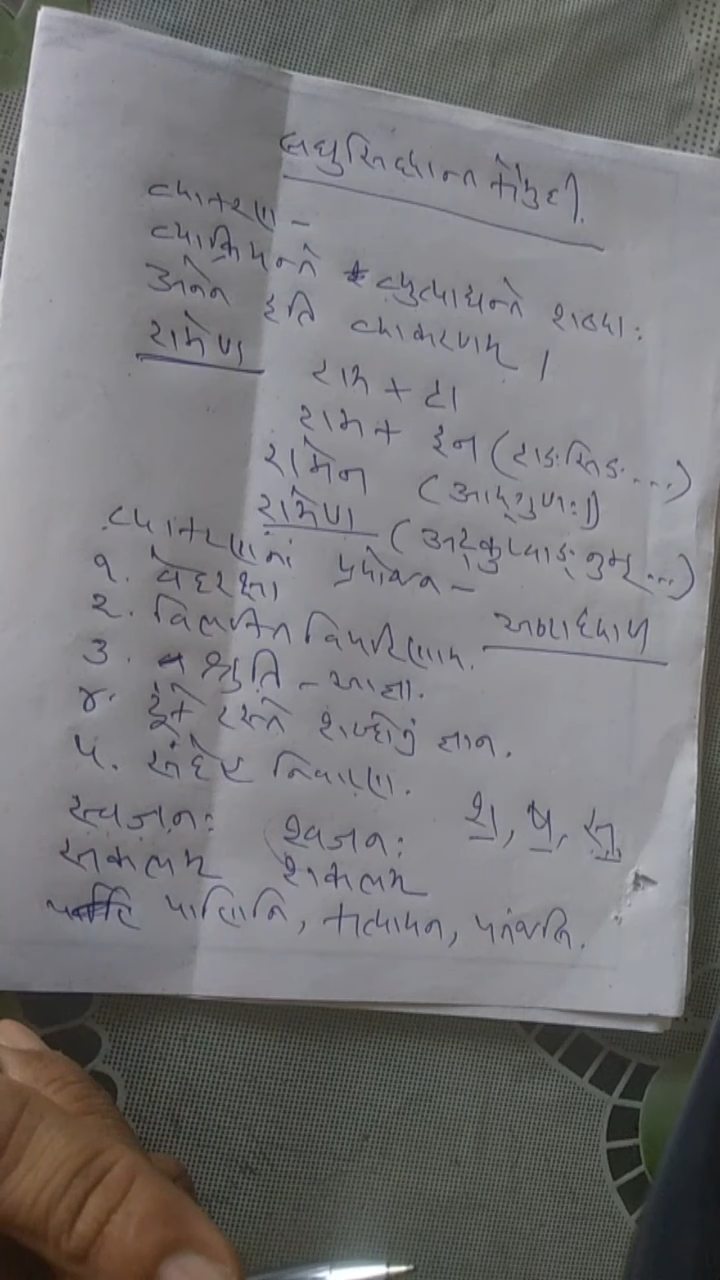 લઘુસિધ્ધાન્ત કૌમુદી.
વ્યાકરણ -
વ્યાક્રિયન્તે વ્યુત્પાદ્યન્તે શબ્દાઃ
અનેન ઇતિ વ્યાકરણમ્ ।
રામેણ
રામ + ટા
રામ + ઇન (ટાઙસિઙ...)
રામેન (આદ્ગુણઃ।)
રામેણ (અટ્કુપ્વાઙ્નુમ્...)
વ્યાકરણનાં પ્રયોજન -
૧. વેદરક્ષા
૨. વિભક્તિ વિપરિણામ.
૩. શ્રુતિ - આજ્ઞા.
૪. ટૂંકે રસ્તે શબ્દોનું જ્ઞાન.
૫. સંદેહ નિવારણ.
સ્વજનઃ શ્વજનઃ શ, ષ, સ
સકલમ્ શકલમ્
પાણિનિ, કાત્યાયન, પતંજલિ.